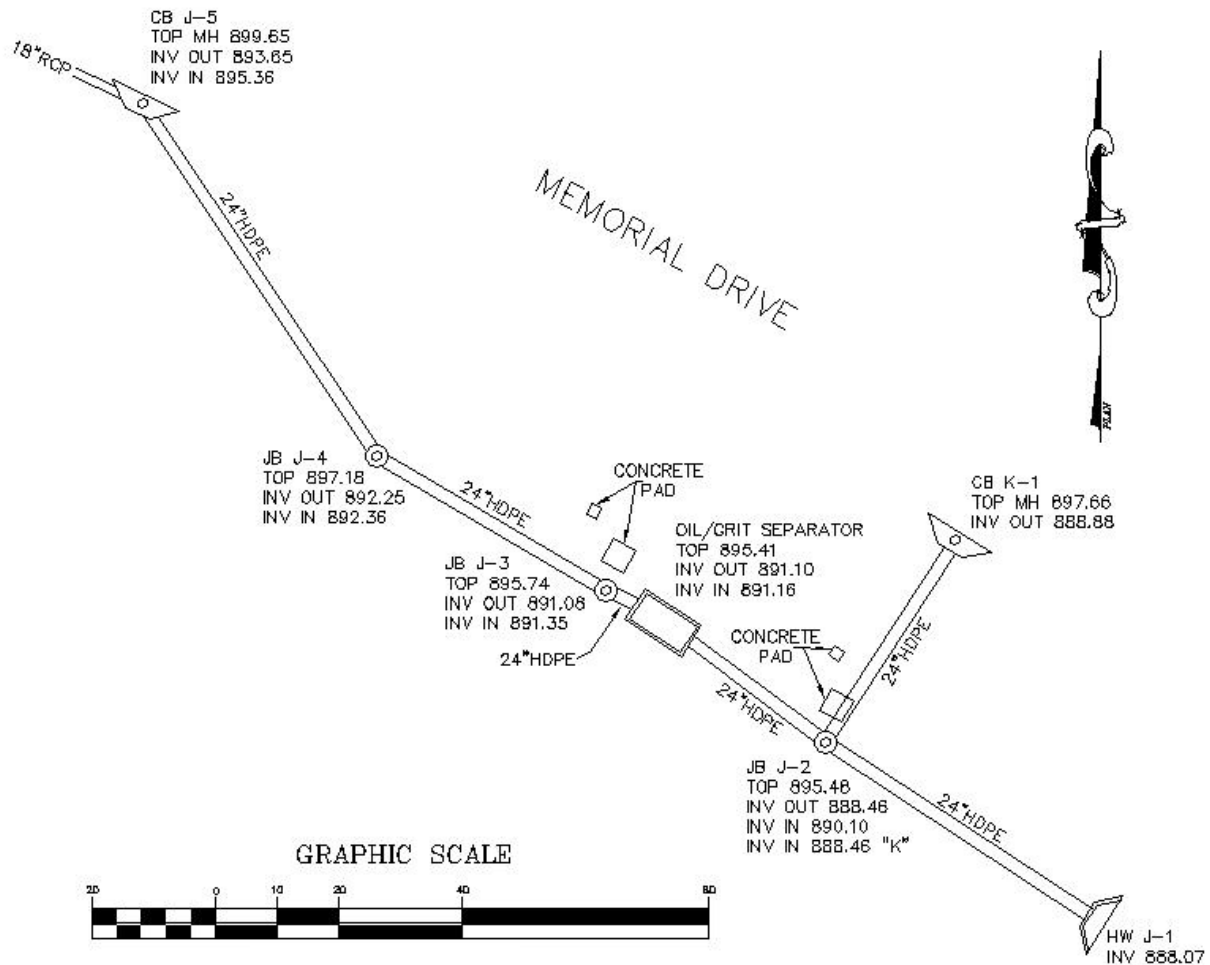 CB J-5
TOP MH 899.65
INV OUT 893.65
INV IN 895.36
18"RCP
24"HDPE
MEMORIAL DRIVE
JB J-4
TOP 897.18
INV OUT 892.25
INV IN 892.36
24"HDPE
CONCRETE
PAD
CB K-1
TOP MH 897.66
INV OUT 888.88
OIL/GRIT SEPARATOR
TOP 895.41
INV OUT 891.10
INV IN 891.16
JB J-3
TOP 895.74
INV OUT 891.08
INV IN 891.35
24"HDPE
CONCRETE
PAD
24"HDPE
24"HDPE
JB J-2
TOP 895.48
INV OUT 888.46
INV IN 890.10
INV IN 888.46 "K"
24"HDPE
GRAPHIC SCALE
20 0 10 20 40 80
HW J-1
INV 888.07